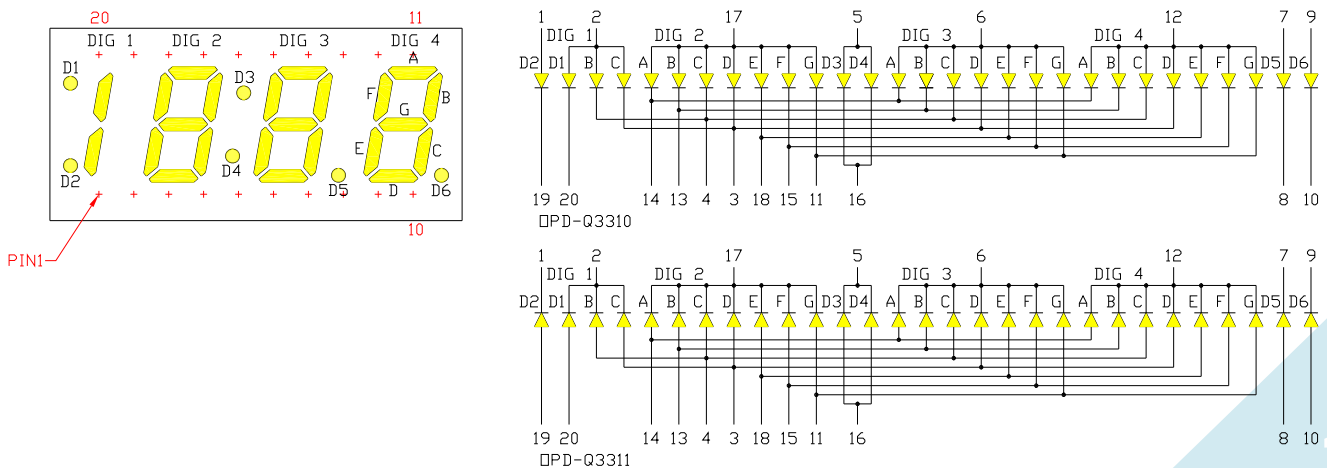 20 11
DIG 1 DIG 2 DIG 3 DIG 4
D1 D3 A
F B
G
E C
D2 D4 D5 D D6
10
PIN1
1 2 17 5 6 12 7 9
DIG 1 DIG 2 DIG 3 DIG 4
D2 D1 B C A B C D E F G D3 D4 A B C D E F G A B C D E F G D5 D6
19 20 14 13 4 3 18 15 11 16 8 10
OPD-Q3310
1 2 17 5 6 12 7 9
DIG 1 DIG 2 DIG 3 DIG 4
D2 D1 B C A B C D E F G D3 D4 A B C D E F G A B C D E F G D5 D6
19 20 14 13 4 3 18 15 11 16 8 10
OPD-Q3311